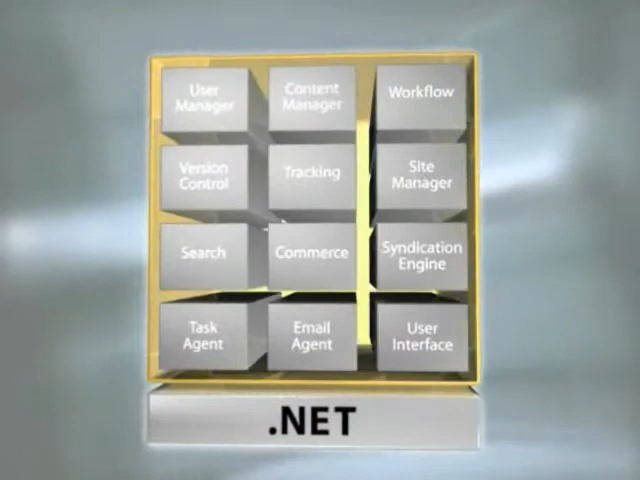 User
Manager
Content
Manager
Workflow
Version
Control
Tracking
Site
Manager
Search
Commerce
Syndication
Engine
Task
Agent
Email
Agent
User
Interface
.NET